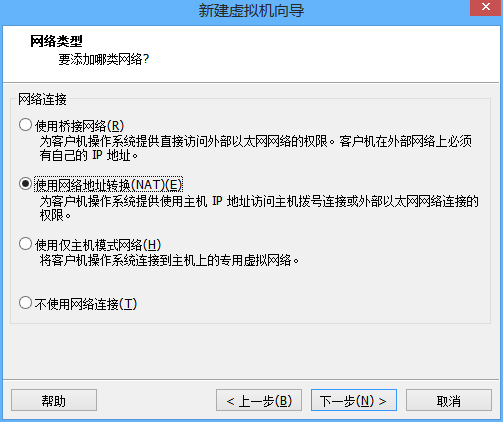 新建虚拟机向导
网络类型
要添加哪类网络?
网络连接
使用桥接网络(R)
为客户机操作系统提供直接访问外部以太网网络的权限。客户机在外部网络上必须
有自己的 IP 地址。
使用网络地址转换(NAT)(E)
为客户机操作系统提供使用主机 IP 地址访问主机拨号连接或外部以太网网络连接的
权限。
使用仅主机模式网络(H)
将客户机操作系统连接到主机上的专用虚拟网络。
不使用网络连接(T)
帮助 < 上一步(B) 下一步(N) > 取消